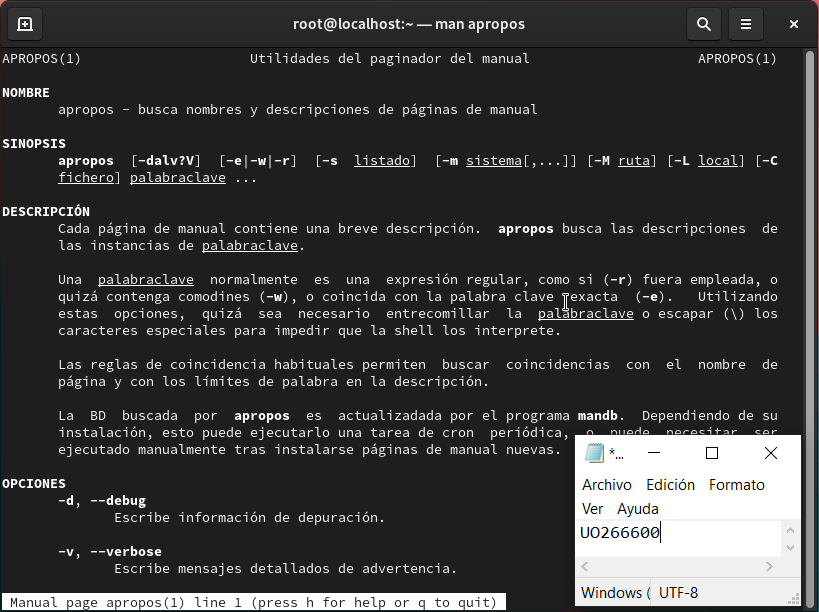 root@localhost:~ — man apropos
APROPOS(1) Utilidades del paginador del manual APROPOS(1)
NOMBRE
apropos - busca nombres y descripciones de páginas de manual
SINOPSIS
apropos [-dalv?V] [-e|-w|-r] [-s listado] [-m sistema[,...]] [-M ruta] [-L local] [-C
fichero] palabraclave ...
DESCRIPCIÓN
Cada página de manual contiene una breve descripción. apropos busca las descripciones de
las instancias de palabraclave.
Una palabraclave normalmente es una expresión regular, como si (-r) fuera empleada, o
quizá contenga comodines (-w), o coincida con la palabra clave exacta (-e). Utilizando
estas opciones, quizá sea necesario entrecomillar la palabraclave o escapar (\) los
caracteres especiales para impedir que la shell los interprete.
Las reglas de coincidencia habituales permiten buscar coincidencias con el nombre de
página y con los límites de palabra en la descripción.
La BD buscada por apropos es actualizadada por el programa mandb. Dependiendo de su
instalación, esto puede ejecutarlo una tarea de cron periódica, o puede necesitar ser
ejecutado manualmente tras instalarse páginas de manual nuevas.
OPCIONES
-d, --debug
Escribe información de depuración.
-v, --verbose
Escribe mensajes detallados de advertencia.
Manual page apropos(1) line 1 (press h for help or q to quit)
*...
Archivo Edición Formato
Ver Ayuda
UO266600
Windows ( UTF-8